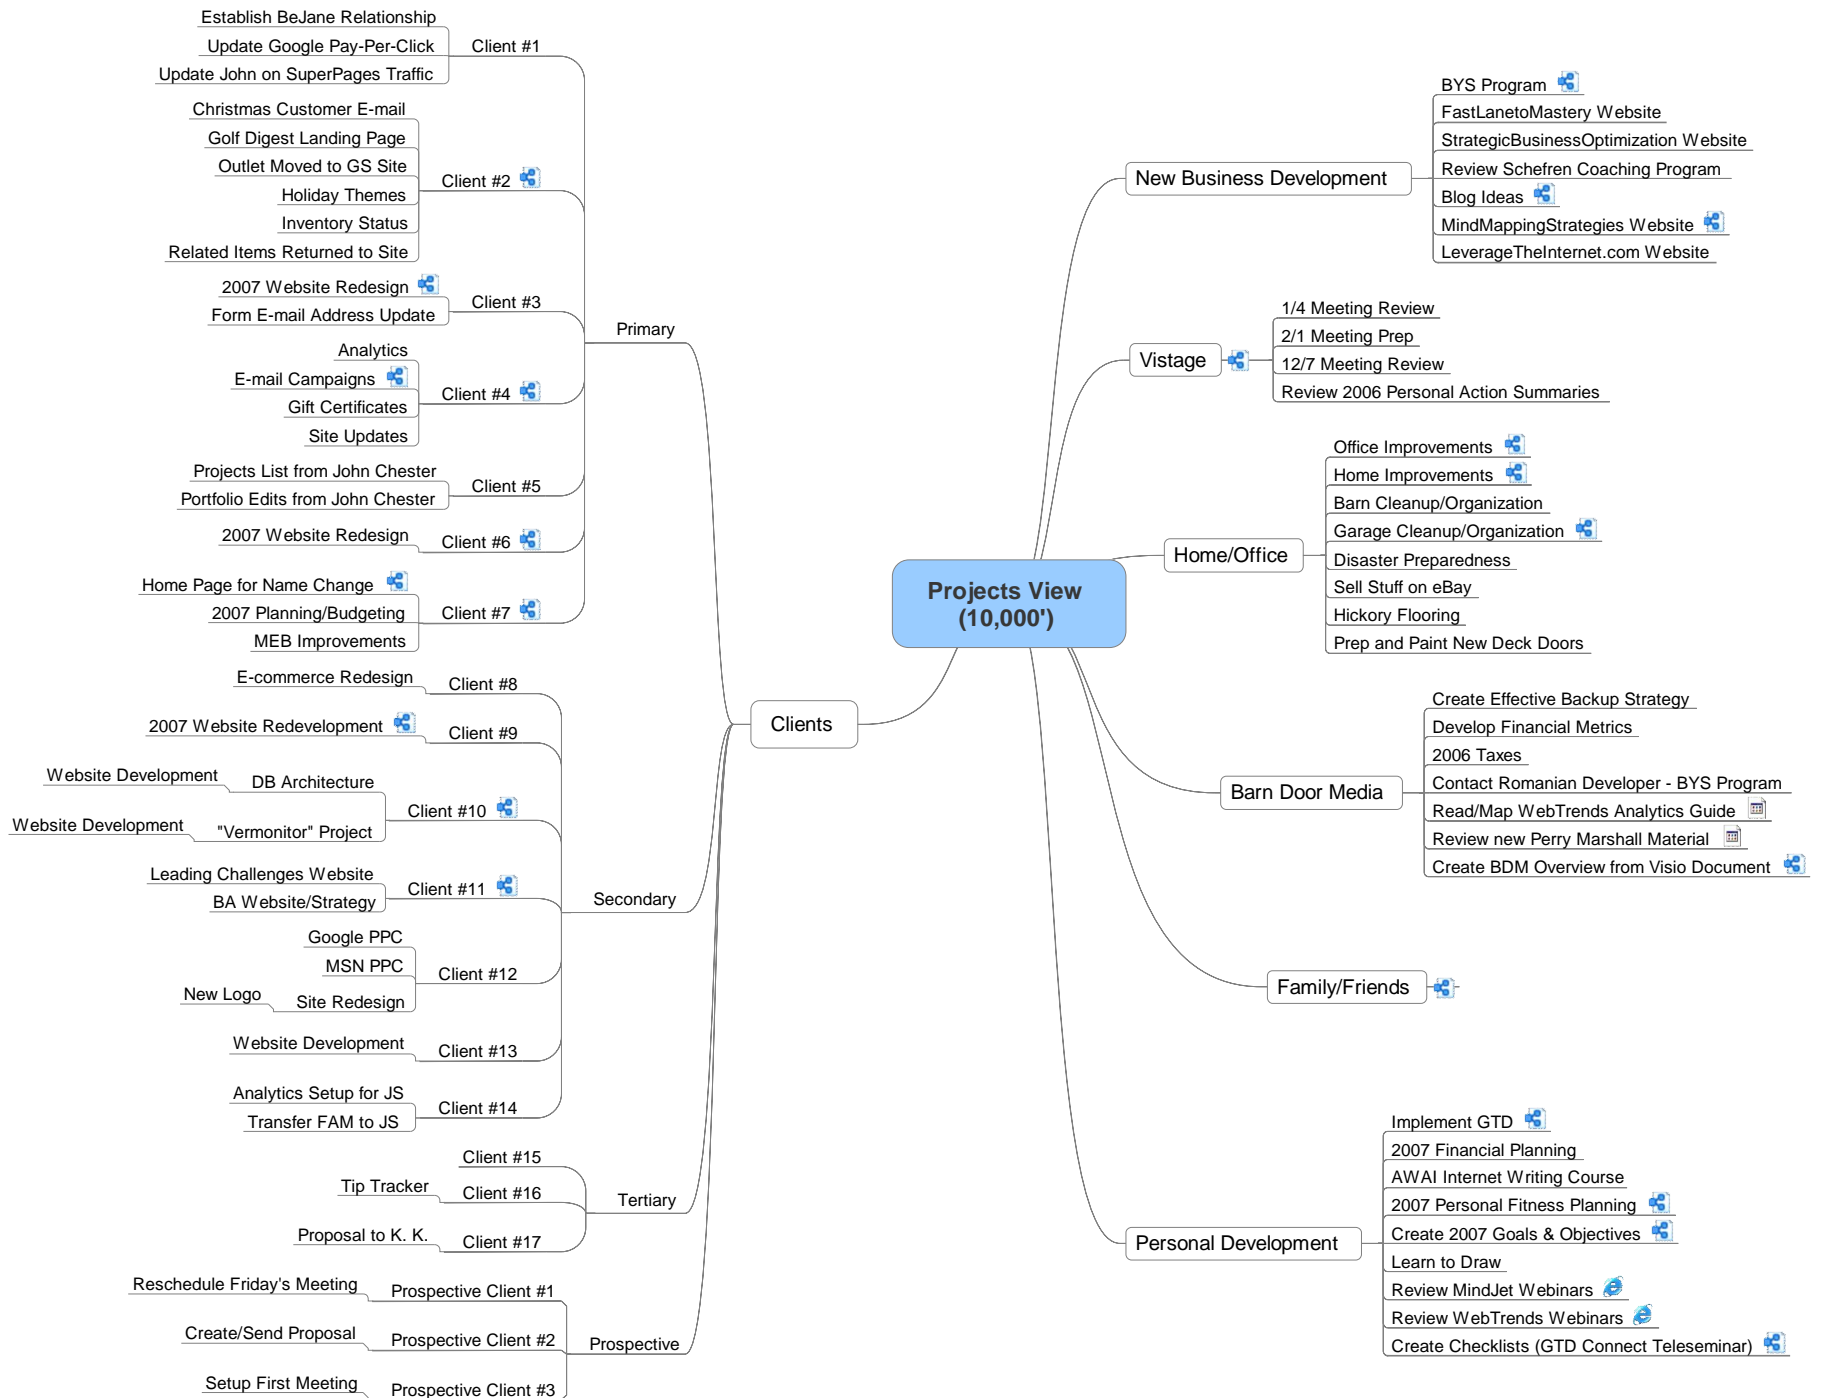 Projects View
(10,000')
New Business Development
BYS Program
FastLanetoMastery Website
StrategicBusinessOptimization Website
Review Schefren Coaching Program
Blog Ideas
MindMappingStrategies Website
LeverageTheInternet.com Website
Vistage
1/4 Meeting Review
2/1 Meeting Prep
12/7 Meeting Review
Review 2006 Personal Action Summaries
Home/Office
Office Improvements
Home Improvements
Barn Cleanup/Organization
Garage Cleanup/Organization
Disaster Preparedness
Sell Stuff on eBay
Hickory Flooring
Prep and Paint New Deck Doors
Barn Door Media
Create Effective Backup Strategy
Develop Financial Metrics
2006 Taxes
Contact Romanian Developer - BYS Program
Read/Map WebTrends Analytics Guide
Review new Perry Marshall Material
Create BDM Overview from Visio Document
Family/Friends
Personal Development
Implement GTD
2007 Financial Planning
AWAI Internet Writing Course
2007 Personal Fitness Planning
Create 2007 Goals & Objectives
Learn to Draw
Review MindJet Webinars
Review WebTrends Webinars
Create Checklists (GTD Connect Teleseminar)
Clients
Primary
Client #1
Establish BeJane Relationship
Update Google Pay-Per-Click
Update John on SuperPages Traffic
Client #2
Christmas Customer E-mail
Golf Digest Landing Page
Outlet Moved to GS Site
Holiday Themes
Inventory Status
Related Items Returned to Site
Client #3
2007 Website Redesign
Form E-mail Address Update
Client #4
Analytics
E-mail Campaigns
Gift Certificates
Site Updates
Client #5
Projects List from John Chester
Portfolio Edits from John Chester
Client #6
2007 Website Redesign
Client #7
Home Page for Name Change
2007 Planning/Budgeting
MEB Improvements
Secondary
Client #8
E-commerce Redesign
Client #9
2007 Website Redevelopment
Client #10
DB Architecture
Website Development
"Vermonitor" Project
Website Development
Client #11
Leading Challenges Website
BA Website/Strategy
Client #12
Google PPC
MSN PPC
Site Redesign
New Logo
Client #13
Website Development
Client #14
Analytics Setup for JS
Transfer FAM to JS
Tertiary
Client #15
Client #16
Tip Tracker
Client #17
Proposal to K. K.
Prospective
Prospective Client #1
Reschedule Friday's Meeting
Prospective Client #2
Create/Send Proposal
Prospective Client #3
Setup First Meeting